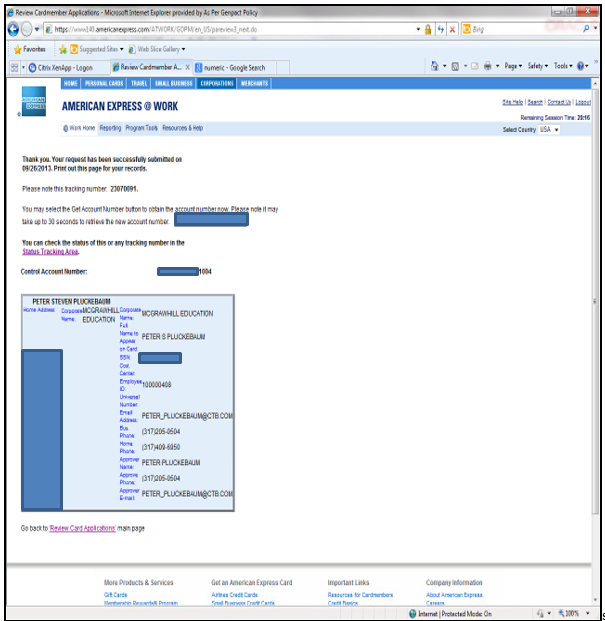 Review Cardmember Applications - Microsoft Internet Explorer provided by As Per Genpact Policy
https://www140.americanexpress.com/ATWORK/GOPM/en_US/pareview3_next.do
Bing
Favorites Suggested Sites Web Slice Gallery
Citrix XenApp - Logon Review Cardmember A... numeric - Google Search Page Safety Tools
HOME PERSONAL CARDS TRAVEL SMALL BUSINESS CORPORATIONS MERCHANTS
AMERICAN EXPRESS
AMERICAN EXPRESS @ WORK
Site Help | Search | Contact Us | Logout
Remaining Session Time:
Work Home Reporting Program Tools Resources & Help
Select Country USA
Thank you. Your request has been successfully submitted on
09/26/2013. Print out this page for your records.
Please note this tracking number: 23070091.
You may select the Get Account Number button to obtain the account number now. Please note it may
take up to 30 seconds to retrieve the new account number.
You can check the status of this or any tracking number in the
Status Tracking Area.
Control Account Number: 1004
PETER STEVEN PLUCKEBAUM
Home Address: Corporate Name: MCGRAWHILL EDUCATION
Corporate Name: MCGRAWHILL EDUCATION
Full Name to Appear on Card: PETER S PLUCKEBAUM
SSN:
Cost Center:
Employee ID: 100000408
Universal Number:
Email Address: PETER_PLUCKEBAUM@CTB.COM
Bus Phone: (317)205-0504
Home Phone: (317)409-6950
Approver Name: PETER PLUCKEBAUM
Approve Phone: (317)205-0504
Approver E-mail: PETER_PLUCKEBAUM@CTB.COM
Go back to 'Review Card Applications' main page
More Products & Services Get an American Express Card Important Links Company Information
Gift Cards Airlines Credit Cards Resources for Cardmembers About American Express
Membership Rewards® Program Small Business Credit Cards Credit Basics Careers
Internet | Protected Mode: On 100%
s